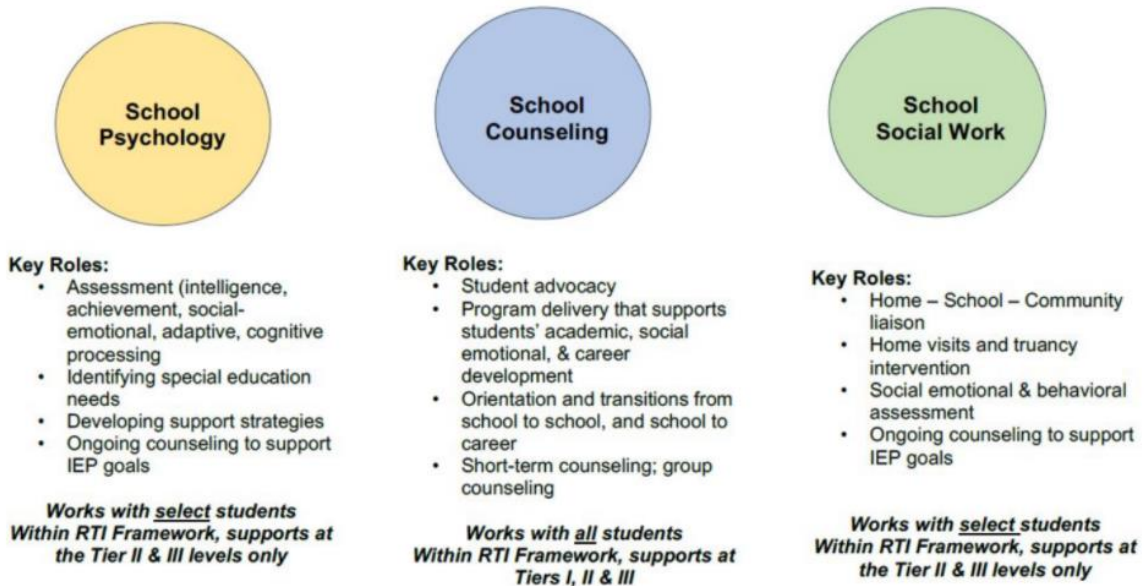 School
Psychology
Key Roles:
• Assessment (intelligence,
achievement, social-
emotional, adaptive, cognitive
processing
• Identifying special education
needs
• Developing support strategies
• Ongoing counseling to support
IEP goals
Works with select students
Within RTI Framework, supports at
the Tier II & III levels only
School
Counseling
Key Roles:
• Student advocacy
• Program delivery that supports
students' academic, social
emotional, & career
development
• Orientation and transitions from
school to school, and school to
career
• Short-term counseling; group
counseling
Works with all students
Within RTI Framework, supports at
Tiers I, II & III
School
Social Work
Key Roles:
• Home – School – Community
liaison
• Home visits and truancy
intervention
• Social emotional & behavioral
assessment
• Ongoing counseling to support
IEP goals
Works with select students
Within RTI Framework, supports at
the Tier II & III levels only